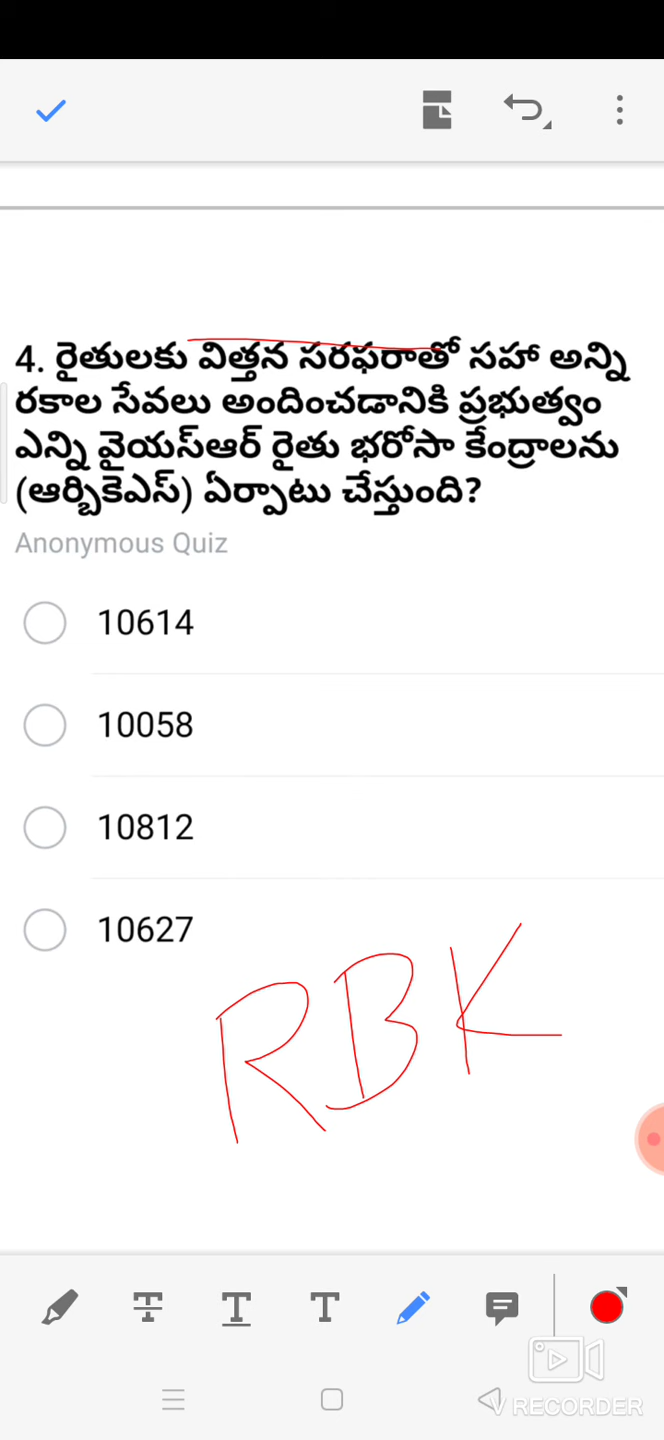 4. రైతులకు విత్తన సరఫరాతో సహా అన్ని
రకాల సేవలు అందించడానికి ప్రభుత్వం
ఎన్ని వైయస్ఆర్ రైతు భరోసా కేంద్రాలను
(ఆర్బికెఎస్) ఏర్పాటు చేస్తుంది?
Anonymous Quiz
10614
10058
10812
10627
RBK
T T T
V RECORDER